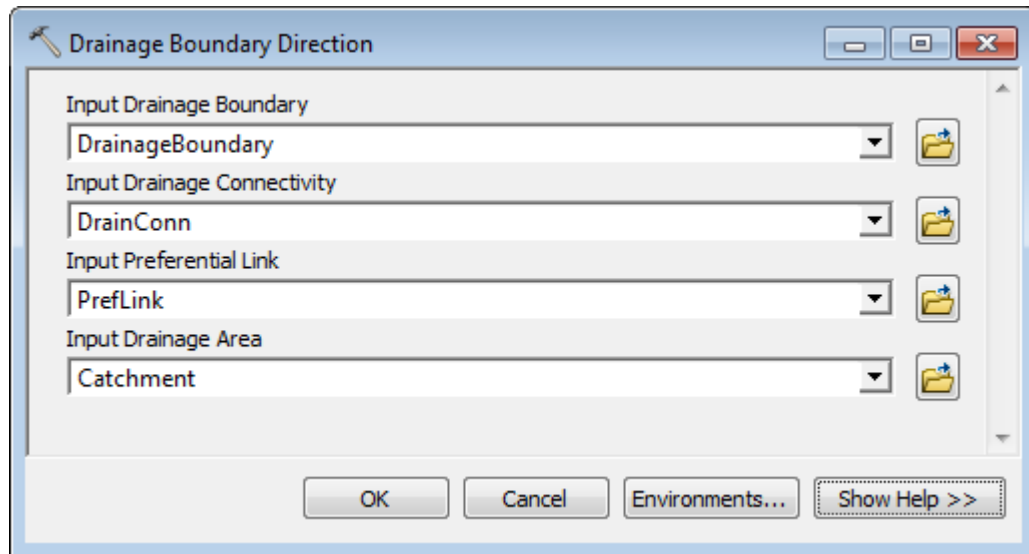 Drainage Boundary Direction
Input Drainage Boundary
DrainageBoundary
Input Drainage Connectivity
DrainConn
Input Preferential Link
PrefLink
Input Drainage Area
Catchment
OK Cancel Environments... Show Help >>